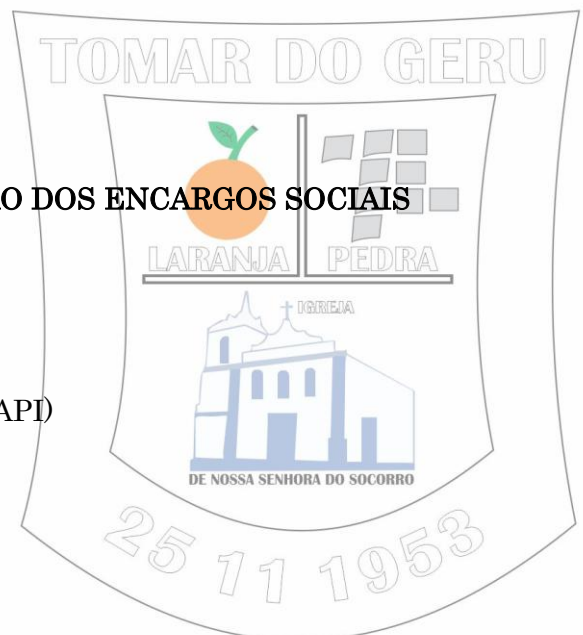 TOMAR DO GERU
O DOS ENCARGOS SOCIAIS
LARANJA PEDRA
IGREJA
API)
DE NOSSA SENHORA DO SOCORRO
25 11 1953